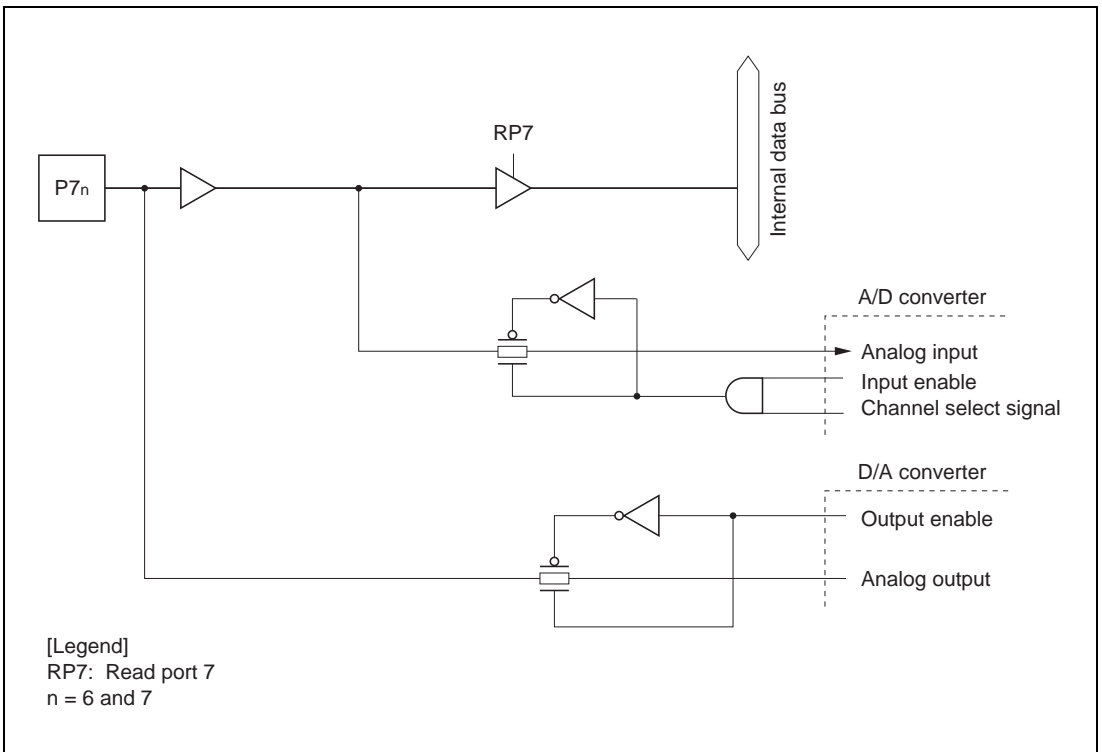 RP7
P7n
Internal data bus
A/D converter
Analog input
Input enable
Channel select signal
D/A converter
Output enable
Analog output
[Legend]
RP7: Read port 7
n = 6 and 7